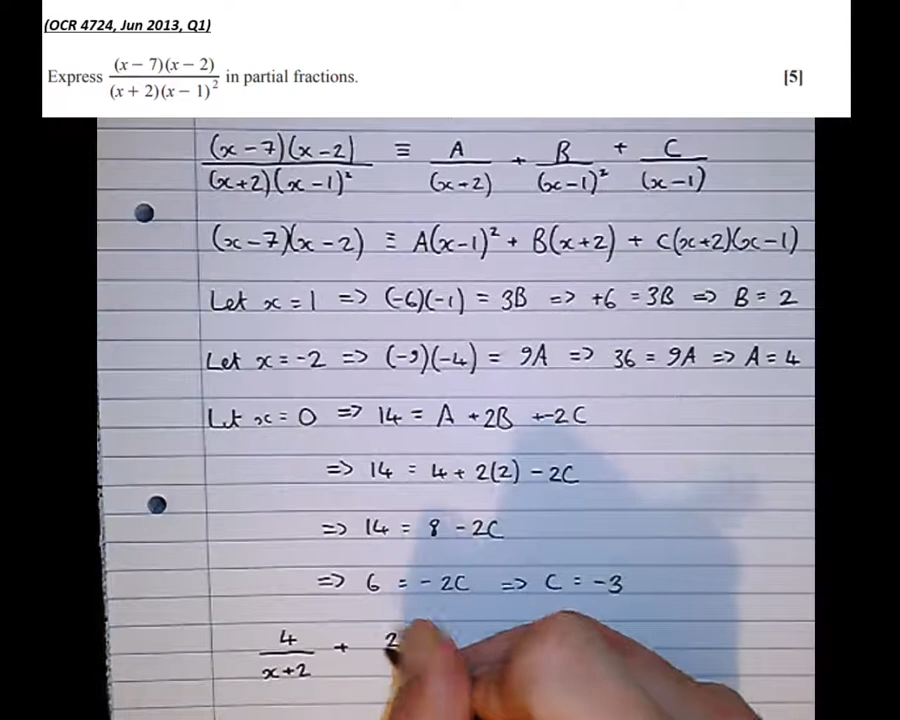 (OCR 4724, Jun 2013, Q1)
Express (x − 7)(x − 2) / (x + 2)(x − 1)² in partial fractions. [5]
(x − 7)(x − 2) / (x+2)(x − 1)² ≡ A / (x+2) + B / (x−1)² + C / (x−1)
(x−7)(x−2) ≡ A(x−1)² + B(x+2) + C(x+2)(x−1)
Let x = 1 => (-6)(-1) = 3B => +6 = 3B => B = 2
Let x = -2 => (-9)(-4) = 9A => 36 = 9A => A = 4
Let x = 0 => 14 = A + 2B + -2C
=> 14 = 4 + 2(2) - 2C
=> 14 = 8 - 2C
=> 6 = - 2C => C = -3
4 / x+2 + 2